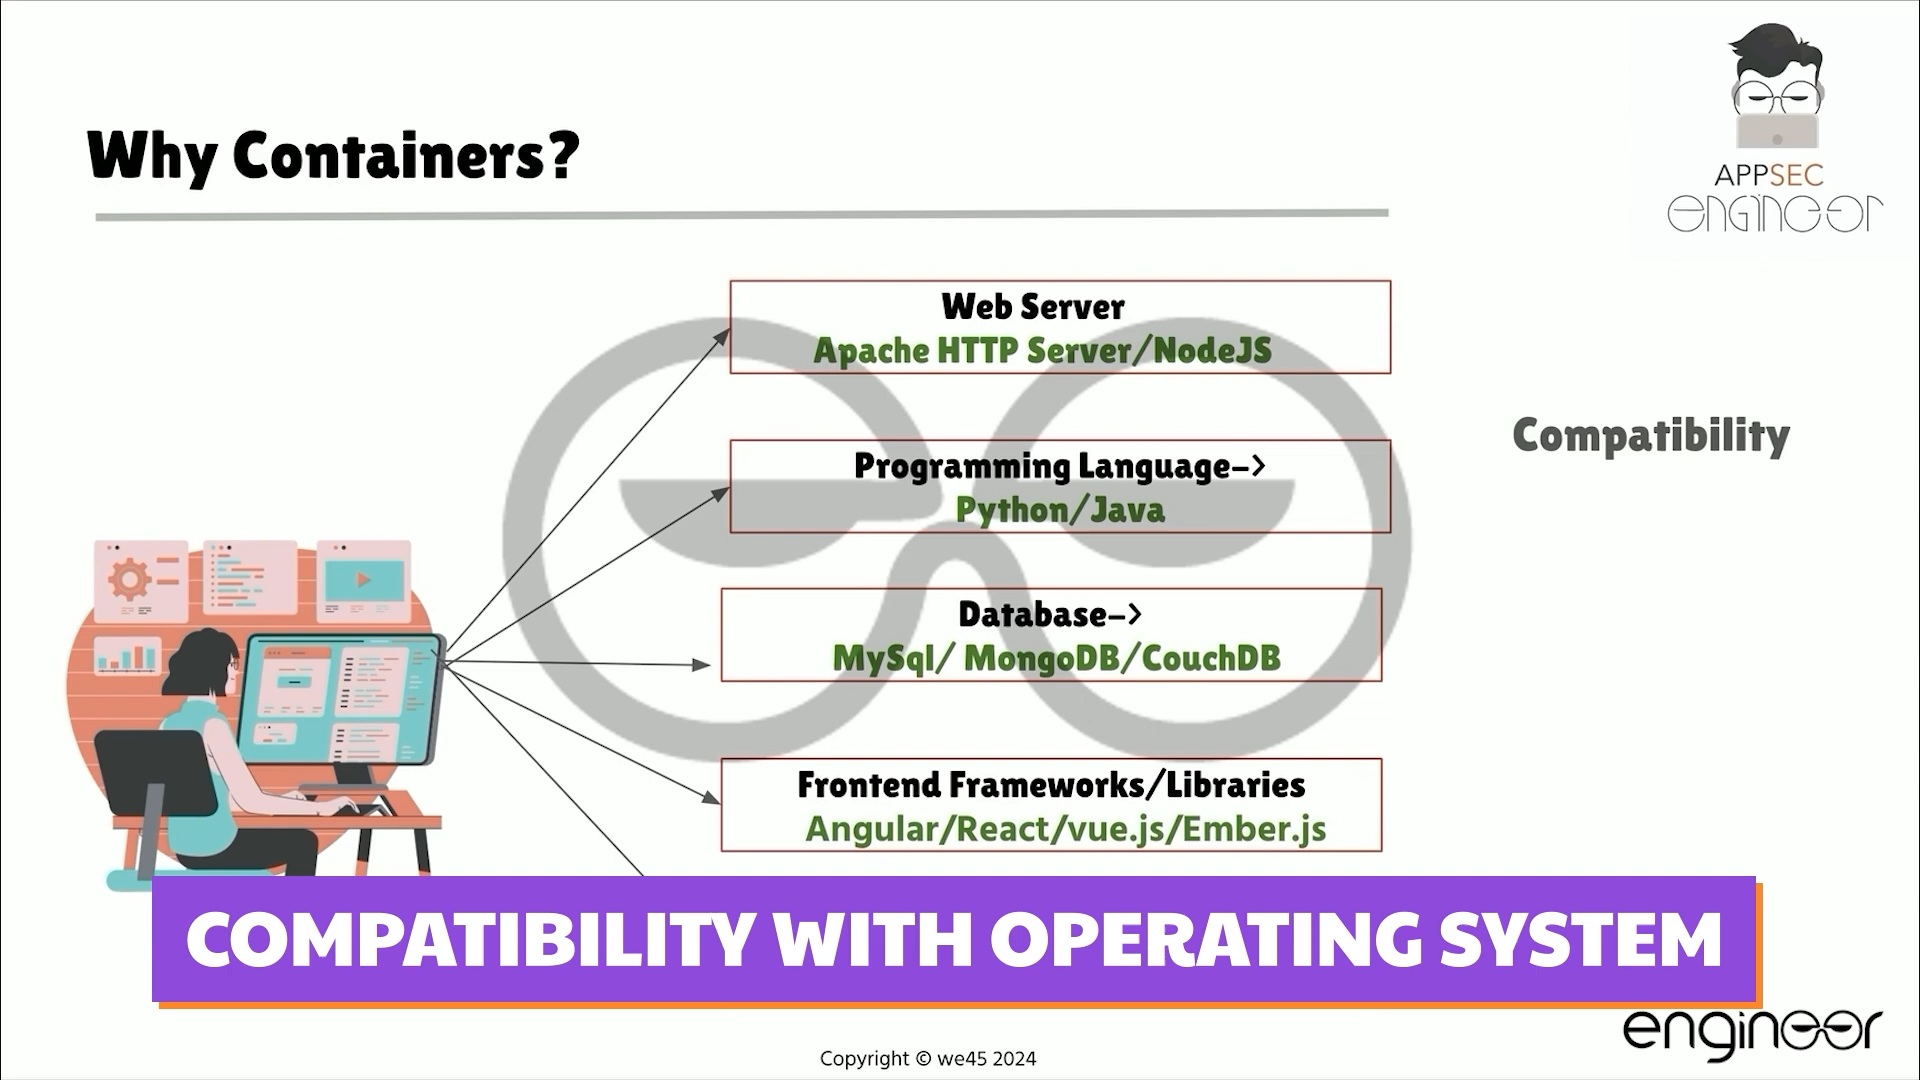 APPSEC
engineer
Why Containers?
Web Server
Apache HTTP Server/NodeJS
Compatibility
Programming Language->
Python/Java
Database->
MySql/ MongoDB/CouchDB
Frontend Frameworks/Libraries
Angular/React/vue.js/Ember.js
COMPATIBILITY WITH OPERATING SYSTEM
engineer
Copyright © we45 2024